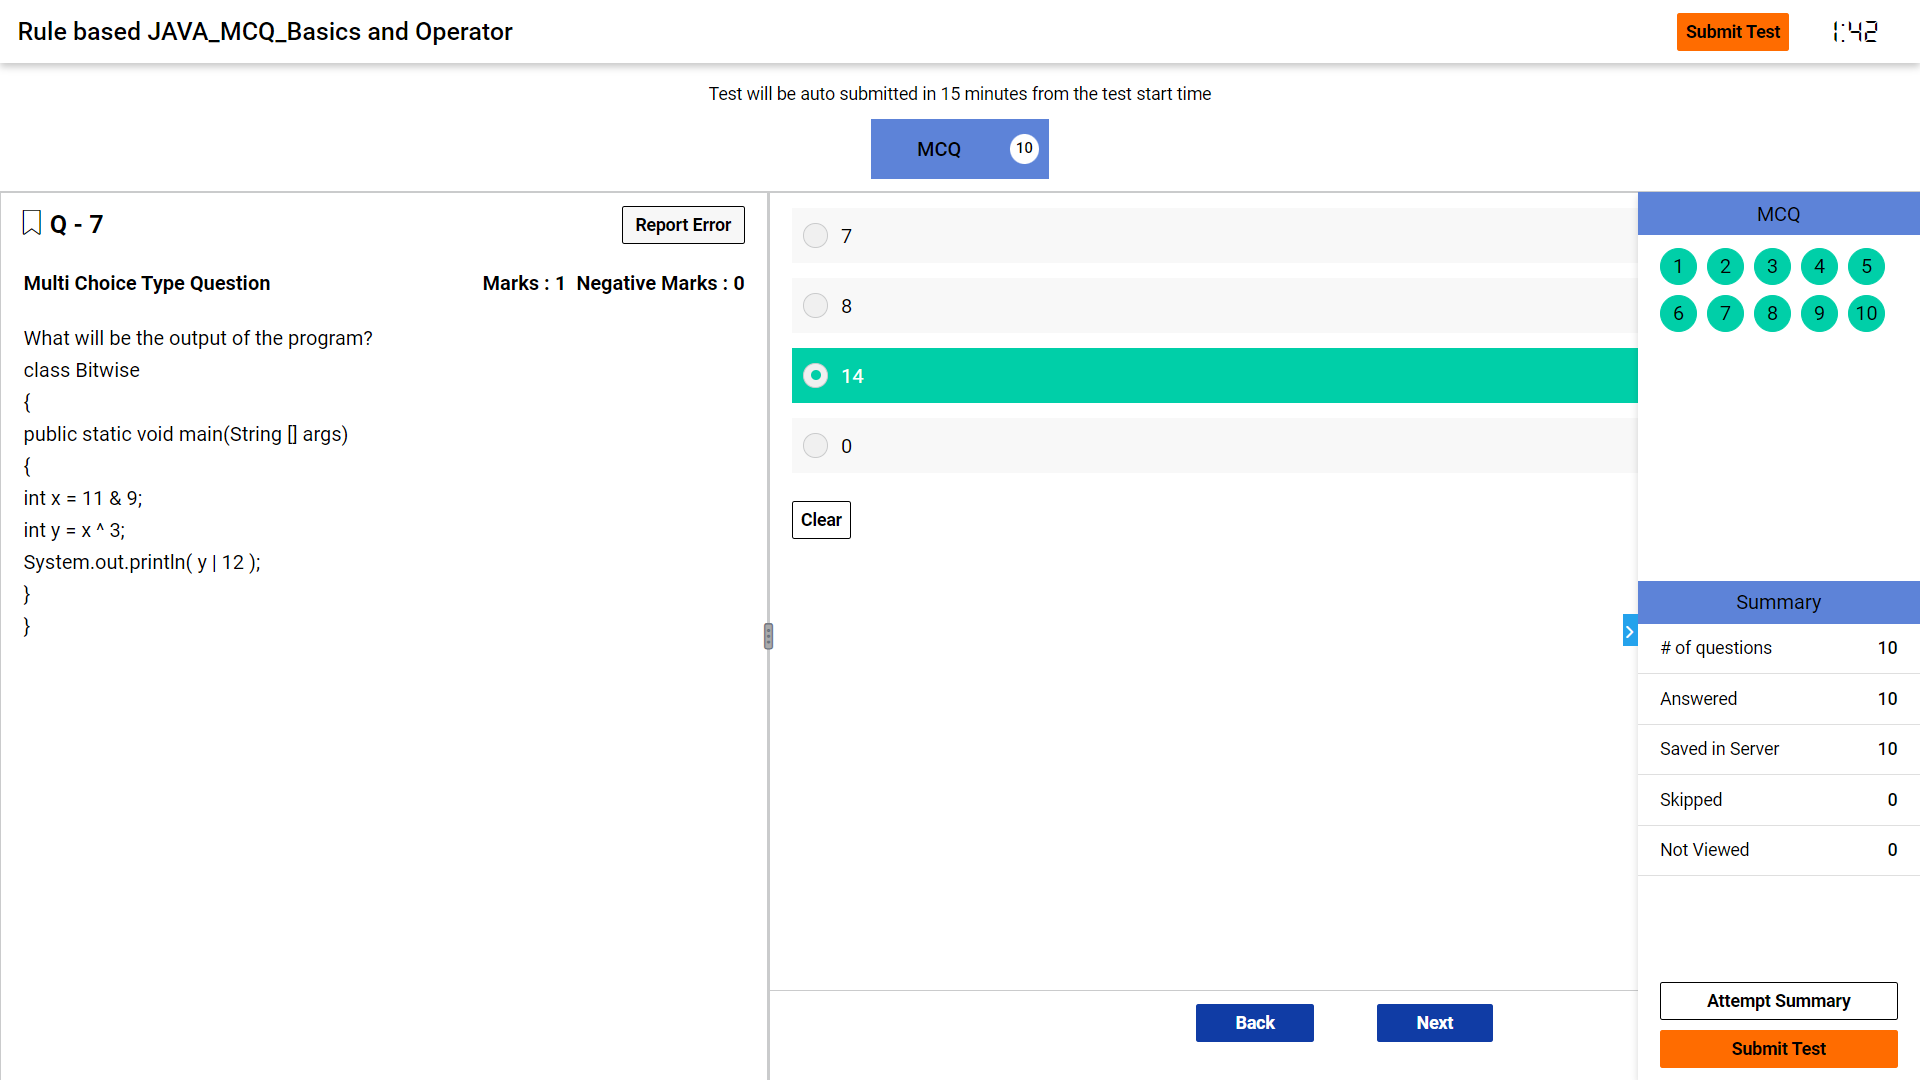 Rule based JAVA_MCQ_Basics and Operator
Submit Test
1:42
Test will be auto submitted in 15 minutes from the test start time
MCQ 10
Q - 7
Report Error
Multi Choice Type Question
Marks : 1 Negative Marks : 0
What will be the output of the program?
class Bitwise
{
public static void main(String [] args)
{
int x = 11 & 9;
int y = x ^ 3;
System.out.println( y | 12 );
}
}
7
8
14
0
Clear
Back
Next
MCQ
1 2 3 4 5
6 7 8 9 10
Summary
# of questions 10
Answered 10
Saved in Server 10
Skipped 0
Not Viewed 0
Attempt Summary
Submit Test